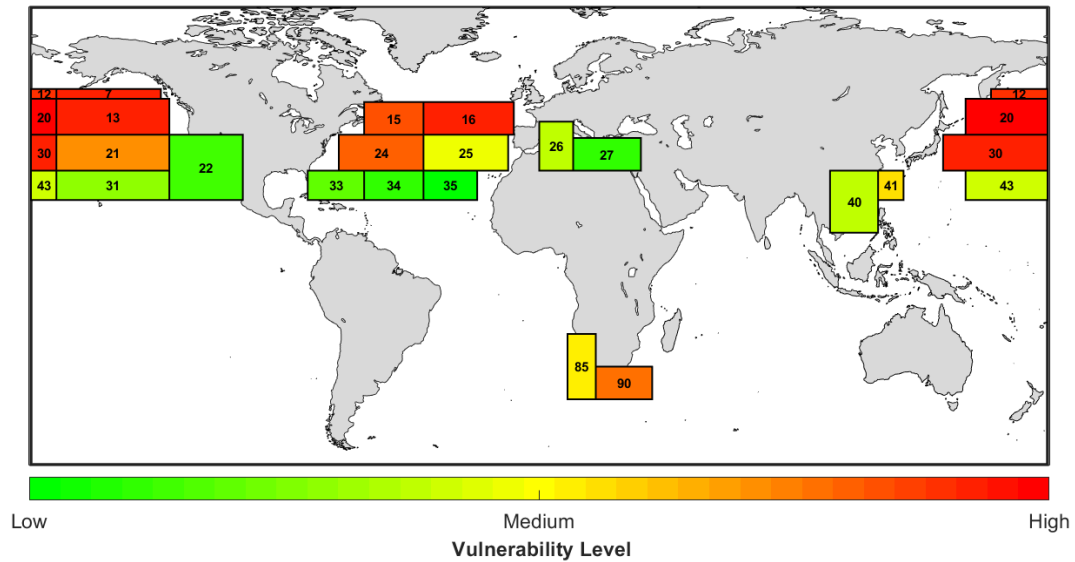 12 7 12
20 13 15 16 20
30 21 22 24 25 26 27 30
43 31 33 34 35 40 41 43
85 90
Low Medium High
Vulnerability Level